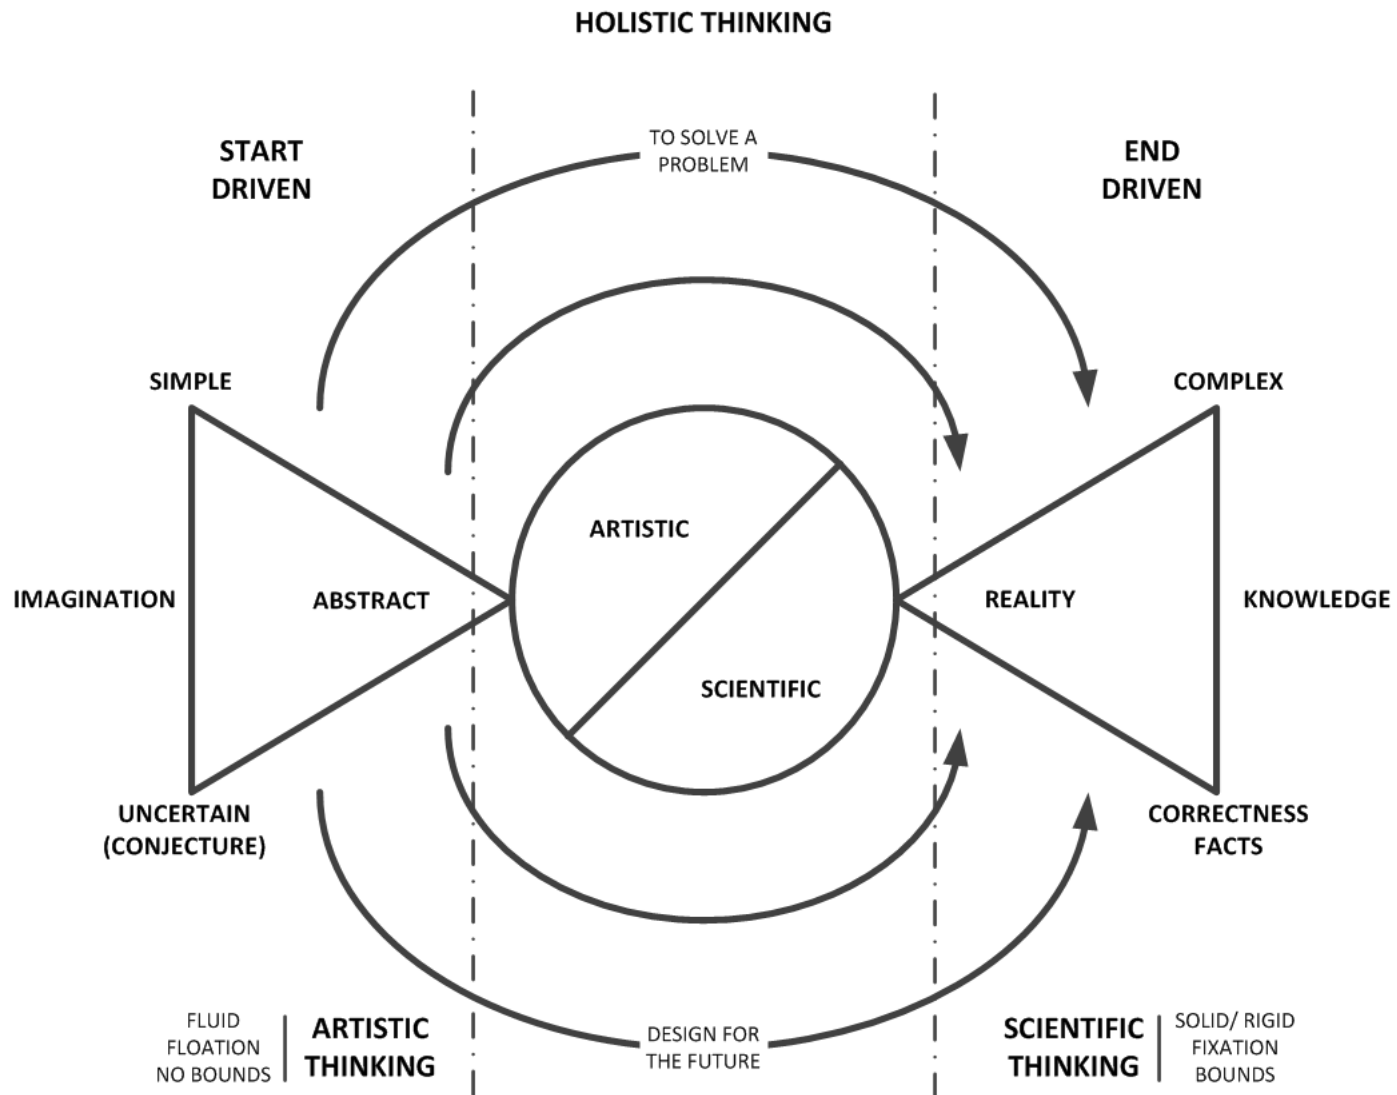 HOLISTIC THINKING
START
DRIVEN
TO SOLVE A
PROBLEM
END
DRIVEN
SIMPLE
COMPLEX
ARTISTIC
IMAGINATION
ABSTRACT
REALITY
KNOWLEDGE
SCIENTIFIC
UNCERTAIN
(CONJECTURE)
CORRECTNESS
FACTS
FLUID
FLOATION
NO BOUNDS
ARTISTIC
THINKING
DESIGN FOR
THE FUTURE
SCIENTIFIC
THINKING
SOLID/ RIGID
FIXATION
BOUNDS